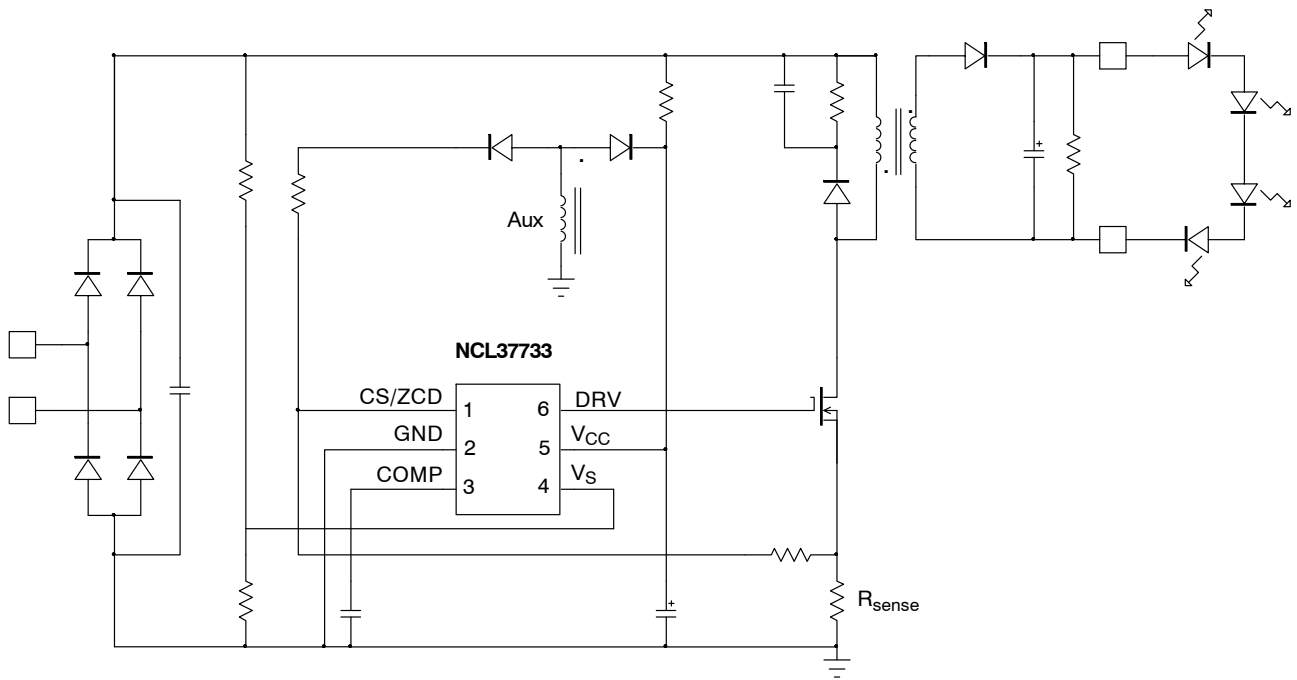 Aux
NCL37733
CS/ZCD 1 6 DRV
GND 2 5 VCC
COMP 3 4 VS
Rsense